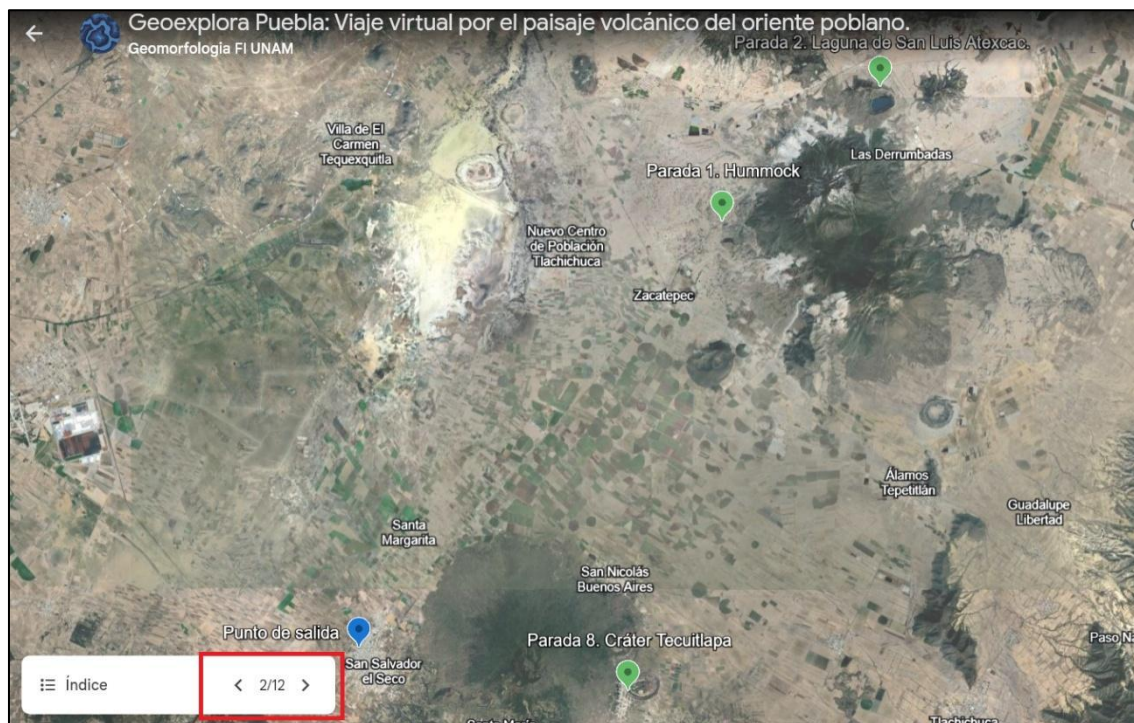 Geoexplora Puebla: Viaje virtual por el paisaje volcánico del oriente poblano.
Geomorfologia FI UNAM
Parada 2. Laguna de San Luis Atexcac.
Villa de El
Carmen
Tequexquitla
Las Derrumbadas
Parada 1. Hummock
Nuevo Centro
de Población
Tlachichuca
Zacatepec
Álamos
Tepetitlán
Guadalupe
Libertad
Santa
Margarita
San Nicolás
Buenos Aires
Punto de salida
Parada 8. Cráter Tecuitlapa
San Salvador
el Seco
Índice
2/12
Tlachichuca